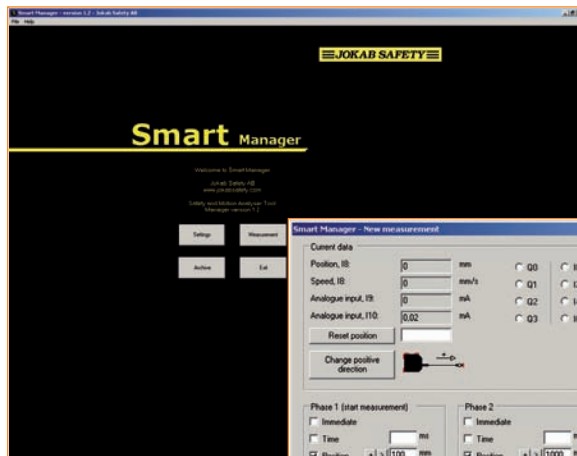 Smart Manager - version 1.2 - Jokab Safety AB
File Help
JOKAB SAFETY
Smart Manager
Welcome to Smart Manager
Jokab Safety AB
www.jokabsafety.com
Safety and Motion Analyser Tool
Manager version 1.2
Settings Measurement
Archive Exit
Smart Manager - New measurement
Current data
Position, I8: 0 mm Q0
Speed, I8: 0 mm/s Q1
Analogue input, I9: 0 mA Q2
Analogue input, I10: 0,02 mA Q3
Reset position
Change positive
direction
+
Phase 1 (start measurement) Phase 2
Immediate Immediate
Time ms Time
Position + > 100 mm Position + > 1000